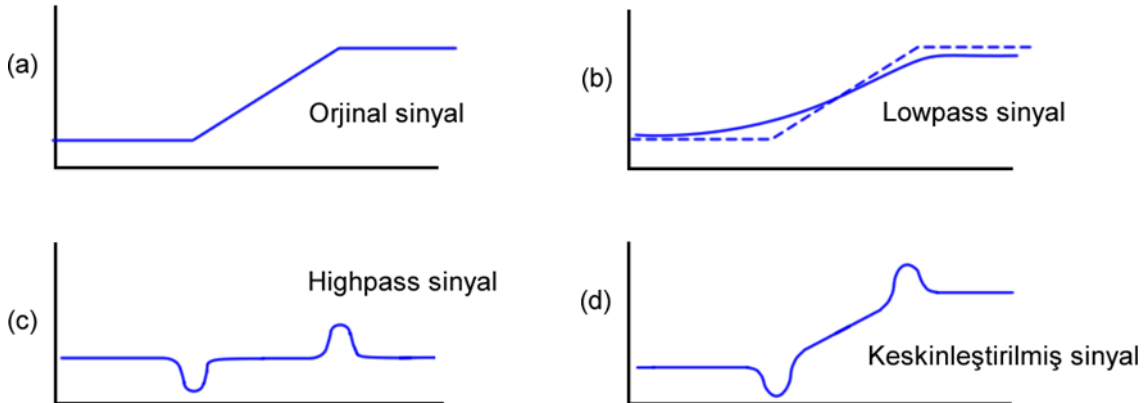 (a)
Orjinal sinyal
(b)
Lowpass sinyal
(c)
Highpass sinyal
(d)
Keskinleştirilmiş sinyal